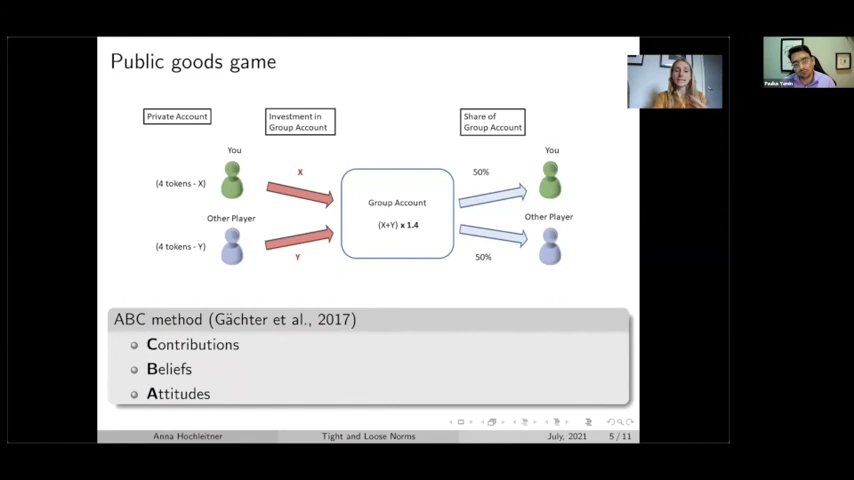 Public goods game
Private Account
Investment in
Group Account
Share of
Group Account
You
X
50%
You
(4 tokens - X)
Group Account
Other Player
Other Player
(X+Y) x 1.4
(4 tokens - Y)
Y
50%
ABC method (Gächter et al., 2017)
Contributions
Beliefs
Attitudes
Anna Hochleitner
Tight and Loose Norms
July, 2021
5 / 11